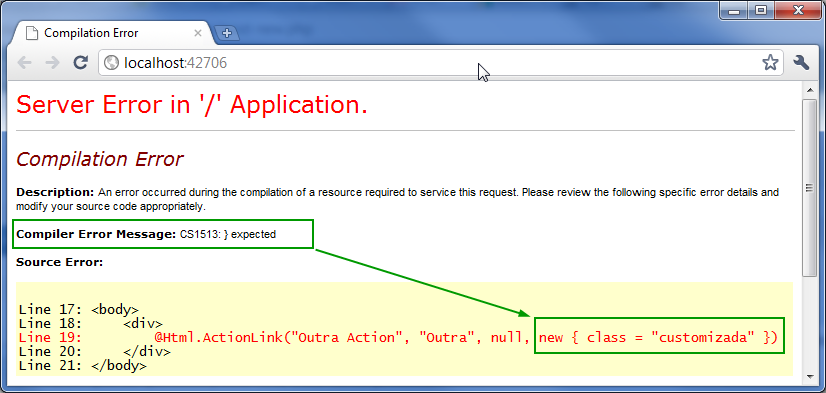 Compilation Error
localhost:42706
Server Error in '/' Application.
Compilation Error
Description: An error occurred during the compilation of a resource required to service this request. Please review the following specific error details and
modify your source code appropriately.
Compiler Error Message: CS1513: } expected
Source Error:
Line 17: <body>
Line 18:     <div>
Line 19:         @Html.ActionLink("Outra Action", "Outra", null, new { class = "customizada" })
Line 20:     </div>
Line 21: </body>